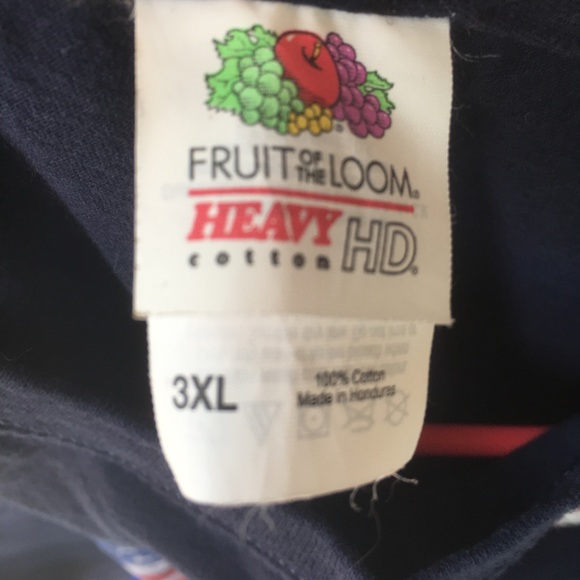 FRUIT OF THE LOOM®
HEAVY
cotton HD®
3XL
100% Cotton
Made in Honduras